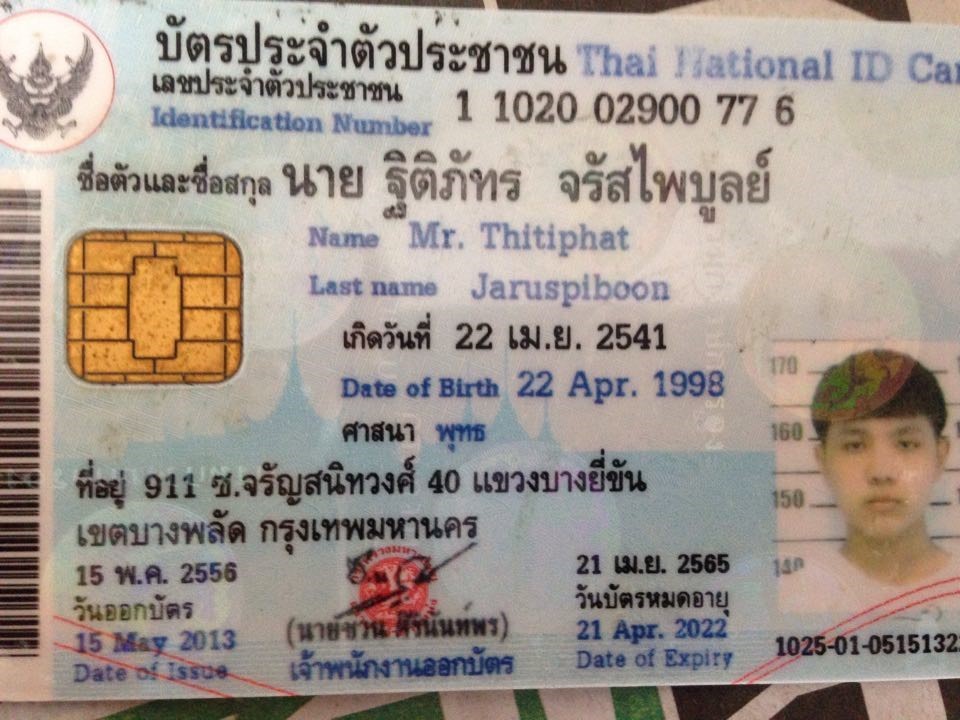 บัตรประจำตัวประชาชน Thai National ID Car
เลขประจำตัวประชาชน
Identification Number 1 1020 02900 77 6
ชื่อตัวและชื่อสกุล นาย ฐิติภัทร จรัสไพบูลย์
Name Mr. Thitiphat
Last name Jaruspiboon
เกิดวันที่ 22 เม.ย. 2541
Date of Birth 22 Apr. 1998
ศาสนา พุทธ
ที่อยู่ 911 ซ.จรัญสนิทวงศ์ 40 แขวงบางยี่ขัน
เขตบางพลัด กรุงเทพมหานคร
170
160
150
140
15 พ.ค. 2556
วันออกบัตร
15 May 2013
Date of Issue
(นายชวน ศิรินันท์พร)
เจ้าพนักงานออกบัตร
21 เม.ย. 2565
วันบัตรหมดอายุ
21 Apr. 2022
Date of Expiry
1025-01-0515132